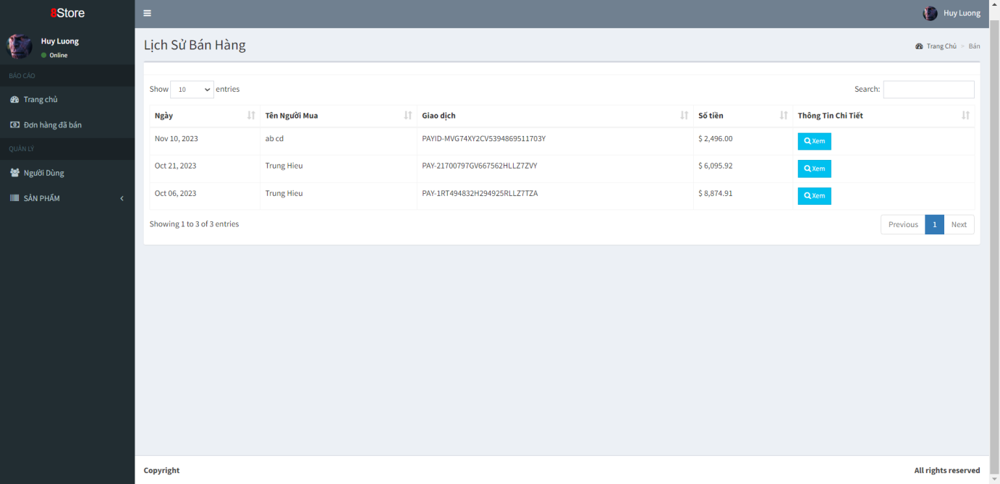 8Store
Huy Luong
Huy Luong
Online
BÁO CÁO
Trang chủ
Đơn hàng đã bán
QUẢN LÝ
Người Dùng
SẢN PHẨM
Lịch Sử Bán Hàng
Trang Chủ > Bán
Show 10 entries
Search:
Ngày Tên Người Mua Giao dịch Số tiền Thông Tin Chi Tiết
Nov 10, 2023 ab cd PAYID-MVG74XY2CV5394869511703Y $ 2,496.00 Xem
Oct 21, 2023 Trung Hieu PAY-21700797GV667562HLLZ7ZVY $ 6,095.92 Xem
Oct 06, 2023 Trung Hieu PAY-1RT494832H294925RLLZ7TZA $ 8,874.91 Xem
Showing 1 to 3 of 3 entries
Previous 1 Next
Copyright
All rights reserved